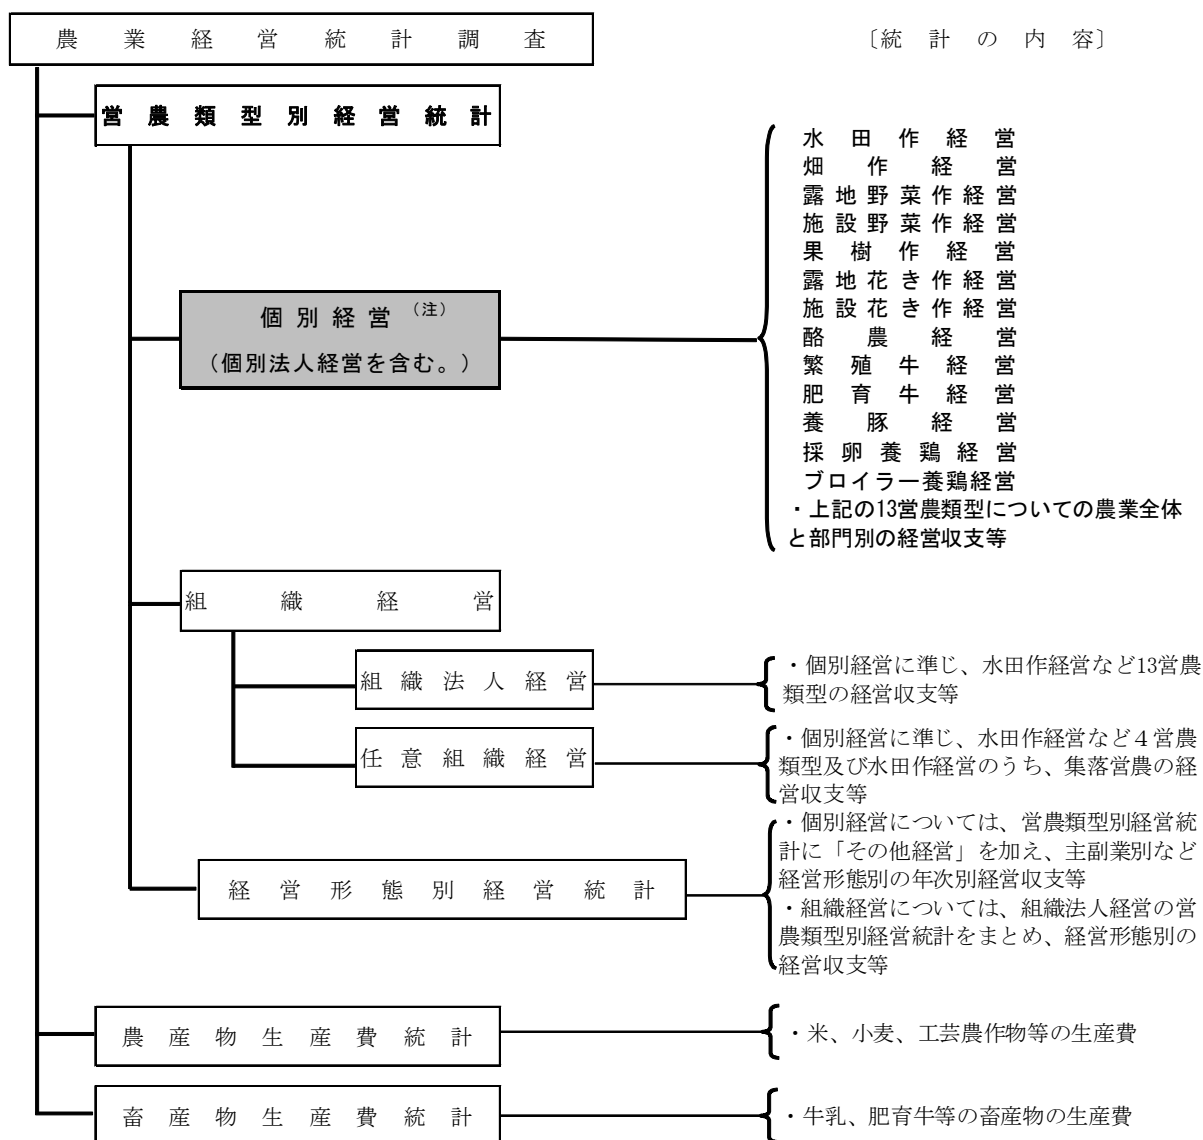 農業経営統計調査
〔統計の内容〕
営農類型別経営統計
個別経営（注）
（個別法人経営を含む。）
水田作経営
畑作経営
露地野菜作経営
施設野菜作経営
果樹作経営
露地花き作経営
施設花き作経営
酪農経営
繁殖牛経営
肥育牛経営
養豚経営
採卵養鶏経営
ブロイラー養鶏経営
・上記の13営農類型についての農業全体
と部門別の経営収支等
組織経営
組織法人経営
・個別経営に準じ、水田作経営など13営農
類型の経営収支等
任意組織経営
・個別経営に準じ、水田作経営など４営農
類型及び水田作経営のうち、集落営農の経
営収支等
経営形態別経営統計
・個別経営については、営農類型別経営統
計に「その他経営」を加え、主副業別など
経営形態別の年次別経営収支等
・組織経営については、組織法人経営の営
農類型別経営統計をまとめ、経営形態別の
経営収支等
農産物生産費統計
・米、小麦、工芸農作物等の生産費
畜産物生産費統計
・牛乳、肥育牛等の畜産物の生産費